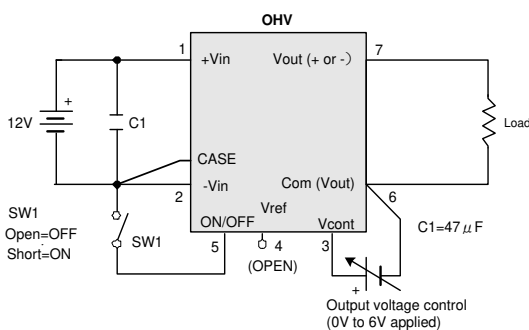 OHV
1
+Vin
Vout (+ or -)
7
+
12V
C1
Load
CASE
2
-Vin
Com (Vout)
6
SW1
Open=OFF
Short=ON
SW1
ON/OFF
Vref
Vcont
C1=47μF
5
4
3
(OPEN)
+
Output voltage control
(0V to 6V applied)